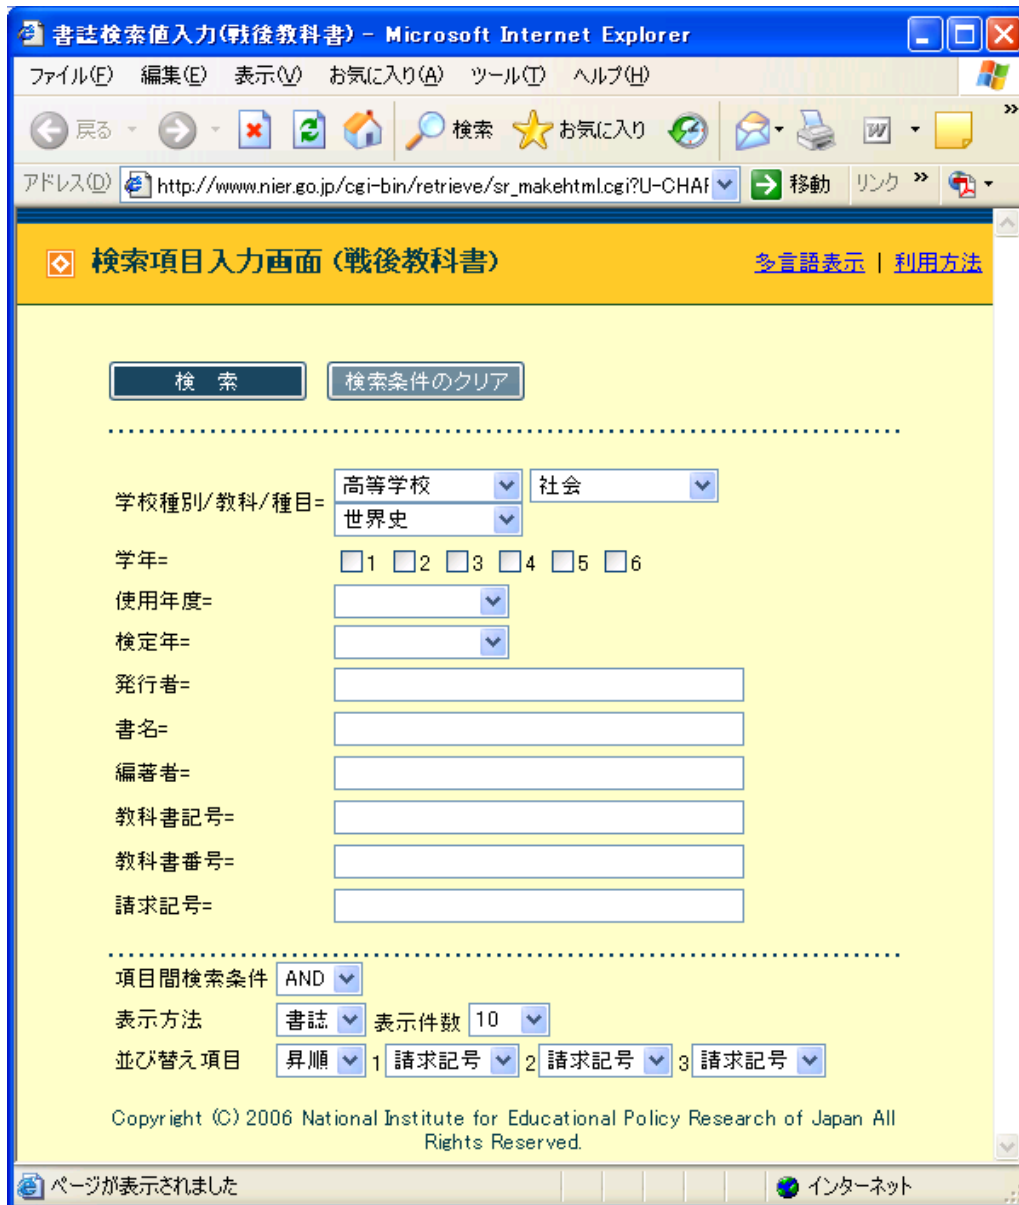 書誌検索値入力(戦後教科書) - Microsoft Internet Explorer
ファイル(F) 編集(E) 表示(V) お気に入り(A) ツール(T) ヘルプ(H)
戻る 検索 お気に入り »
アドレス(D) http://www.nier.go.jp/cgi-bin/retrieve/sr_makehtml.cgi?U-CHAR 移動 リンク »
検索項目入力画面 (戦後教科書) 多言語表示 | 利用方法
検 索 検索条件のクリア
学校種別/教科/種目= 高等学校 社会
世界史
学年= 1 2 3 4 5 6
使用年度=
検定年=
発行者=
書名=
編著者=
教科書記号=
教科書番号=
請求記号=
項目間検索条件 AND
表示方法 書誌 表示件数 10
並び替え項目 昇順 1 請求記号 2 請求記号 3 請求記号
Copyright (C) 2006 National Institute for Educational Policy Research of Japan All
Rights Reserved.
ページが表示されました インターネット